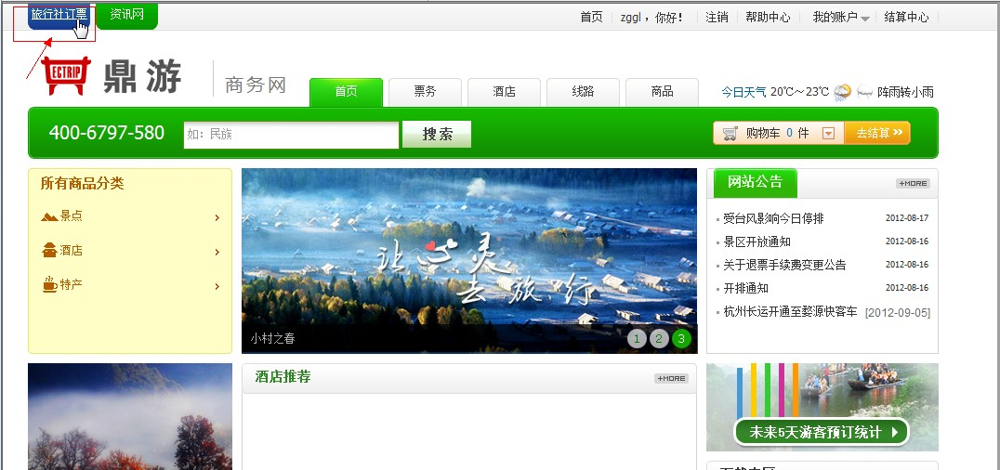 旅行社订票 资讯网 首页 zggl，你好! 注销 帮助中心 我的账户 结算中心
ECTRIP 鼎游 商务网
首页 票务 酒店 线路 商品 今日天气 20℃～23℃ 阵雨转小雨
400-6797-580 如：民族 搜索 购物车 0 件 去结算
所有商品分类
景点
酒店
特产
让心灵
去旅行
小村之春 1 2 3
网站公告 +MORE
受台风影响今日停排 2012-08-17
景区开放通知 2012-08-16
关于退票手续费变更公告 2012-08-16
开排通知 2012-08-16
杭州长运开通至婺源快客车 [2012-09-05]
酒店推荐 +MORE
未来5天游客预订统计